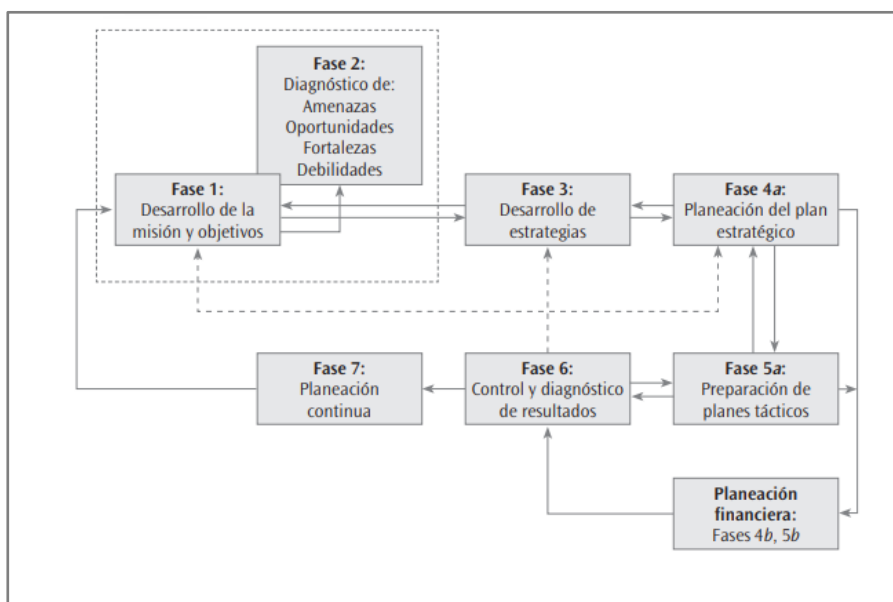 Fase 2:
Diagnóstico de:
Amenazas
Oportunidades
Fortalezas
Debilidades
Fase 1:
Desarrollo de la
misión y objetivos
Fase 3:
Desarrollo de
estrategias
Fase 4a:
Planeación del plan
estratégico
Fase 7:
Planeación
continua
Fase 6:
Control y diagnóstico
de resultados
Fase 5a:
Preparación de
planes tácticos
Planeación
financiera:
Fases 4b, 5b